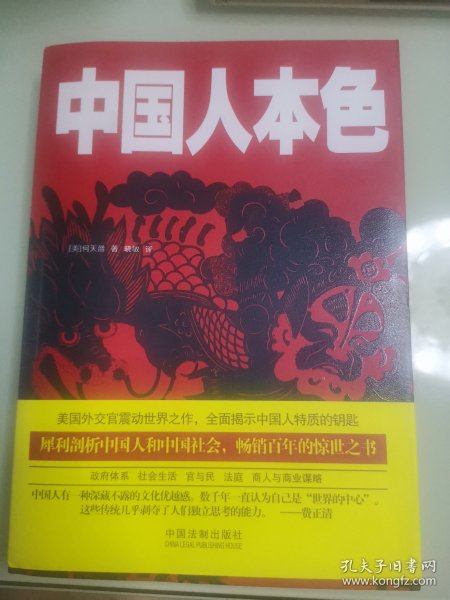 中国人本色
[美]何天爵 著 晓敏 译
美国外交官震动世界之作，全面揭示中国人特质的钥匙
犀利剖析中国人和中国社会，畅销百年的惊世之书
政府体系 社会生活 官与民 法庭 商人与商业谋略
中国人有一种深藏不露的文化优越感。数千年一直认为自己是“世界的中心”。
这些传统几乎剥夺了人们独立思考的能力。 ——费正清
中国法制出版社
CHINA LEGAL PUBLISHING HOUSE
孔夫子旧书网
www.kongfz.com